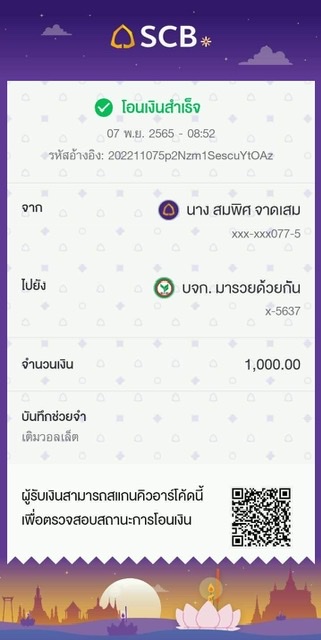 SCB
โอนเงินสำเร็จ
07 พ.ย. 2565 - 08:52
รหัสอ้างอิง: 202211075p2Nzm1SescuYtOAz
จาก
นาง สมพิศ จาดเสม
xxx-xxx077-5
ไปยัง
บจก. มารวยด้วยกัน
x-5637
จำนวนเงิน
1,000.00
บันทึกช่วยจำ
เติมวอลเล็ต
ผู้รับเงินสามารถสแกนคิวอาร์โค้ดนี้
เพื่อตรวจสอบสถานะการโอนเงิน